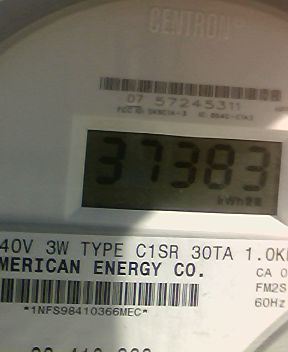 CENTRON
07 57245311
37383
kWh
40V 3W TYPE C1SR 30TA 1.0K
MERICAN ENERGY CO.
CA 0
FM2S
60Hz
*1NFS98410366MEC*